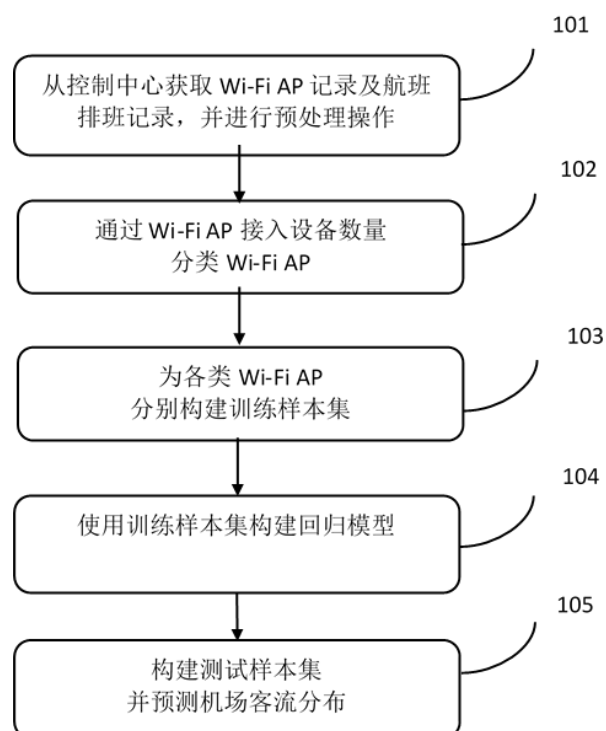 101
从控制中心获取 Wi-Fi AP 记录及航班
排班记录，并进行预处理操作
102
通过 Wi-Fi AP 接入设备数量
分类 Wi-Fi AP
103
为各类 Wi-Fi AP
分别构建训练样本集
104
使用训练样本集构建回归模型
105
构建测试样本集
并预测机场客流分布